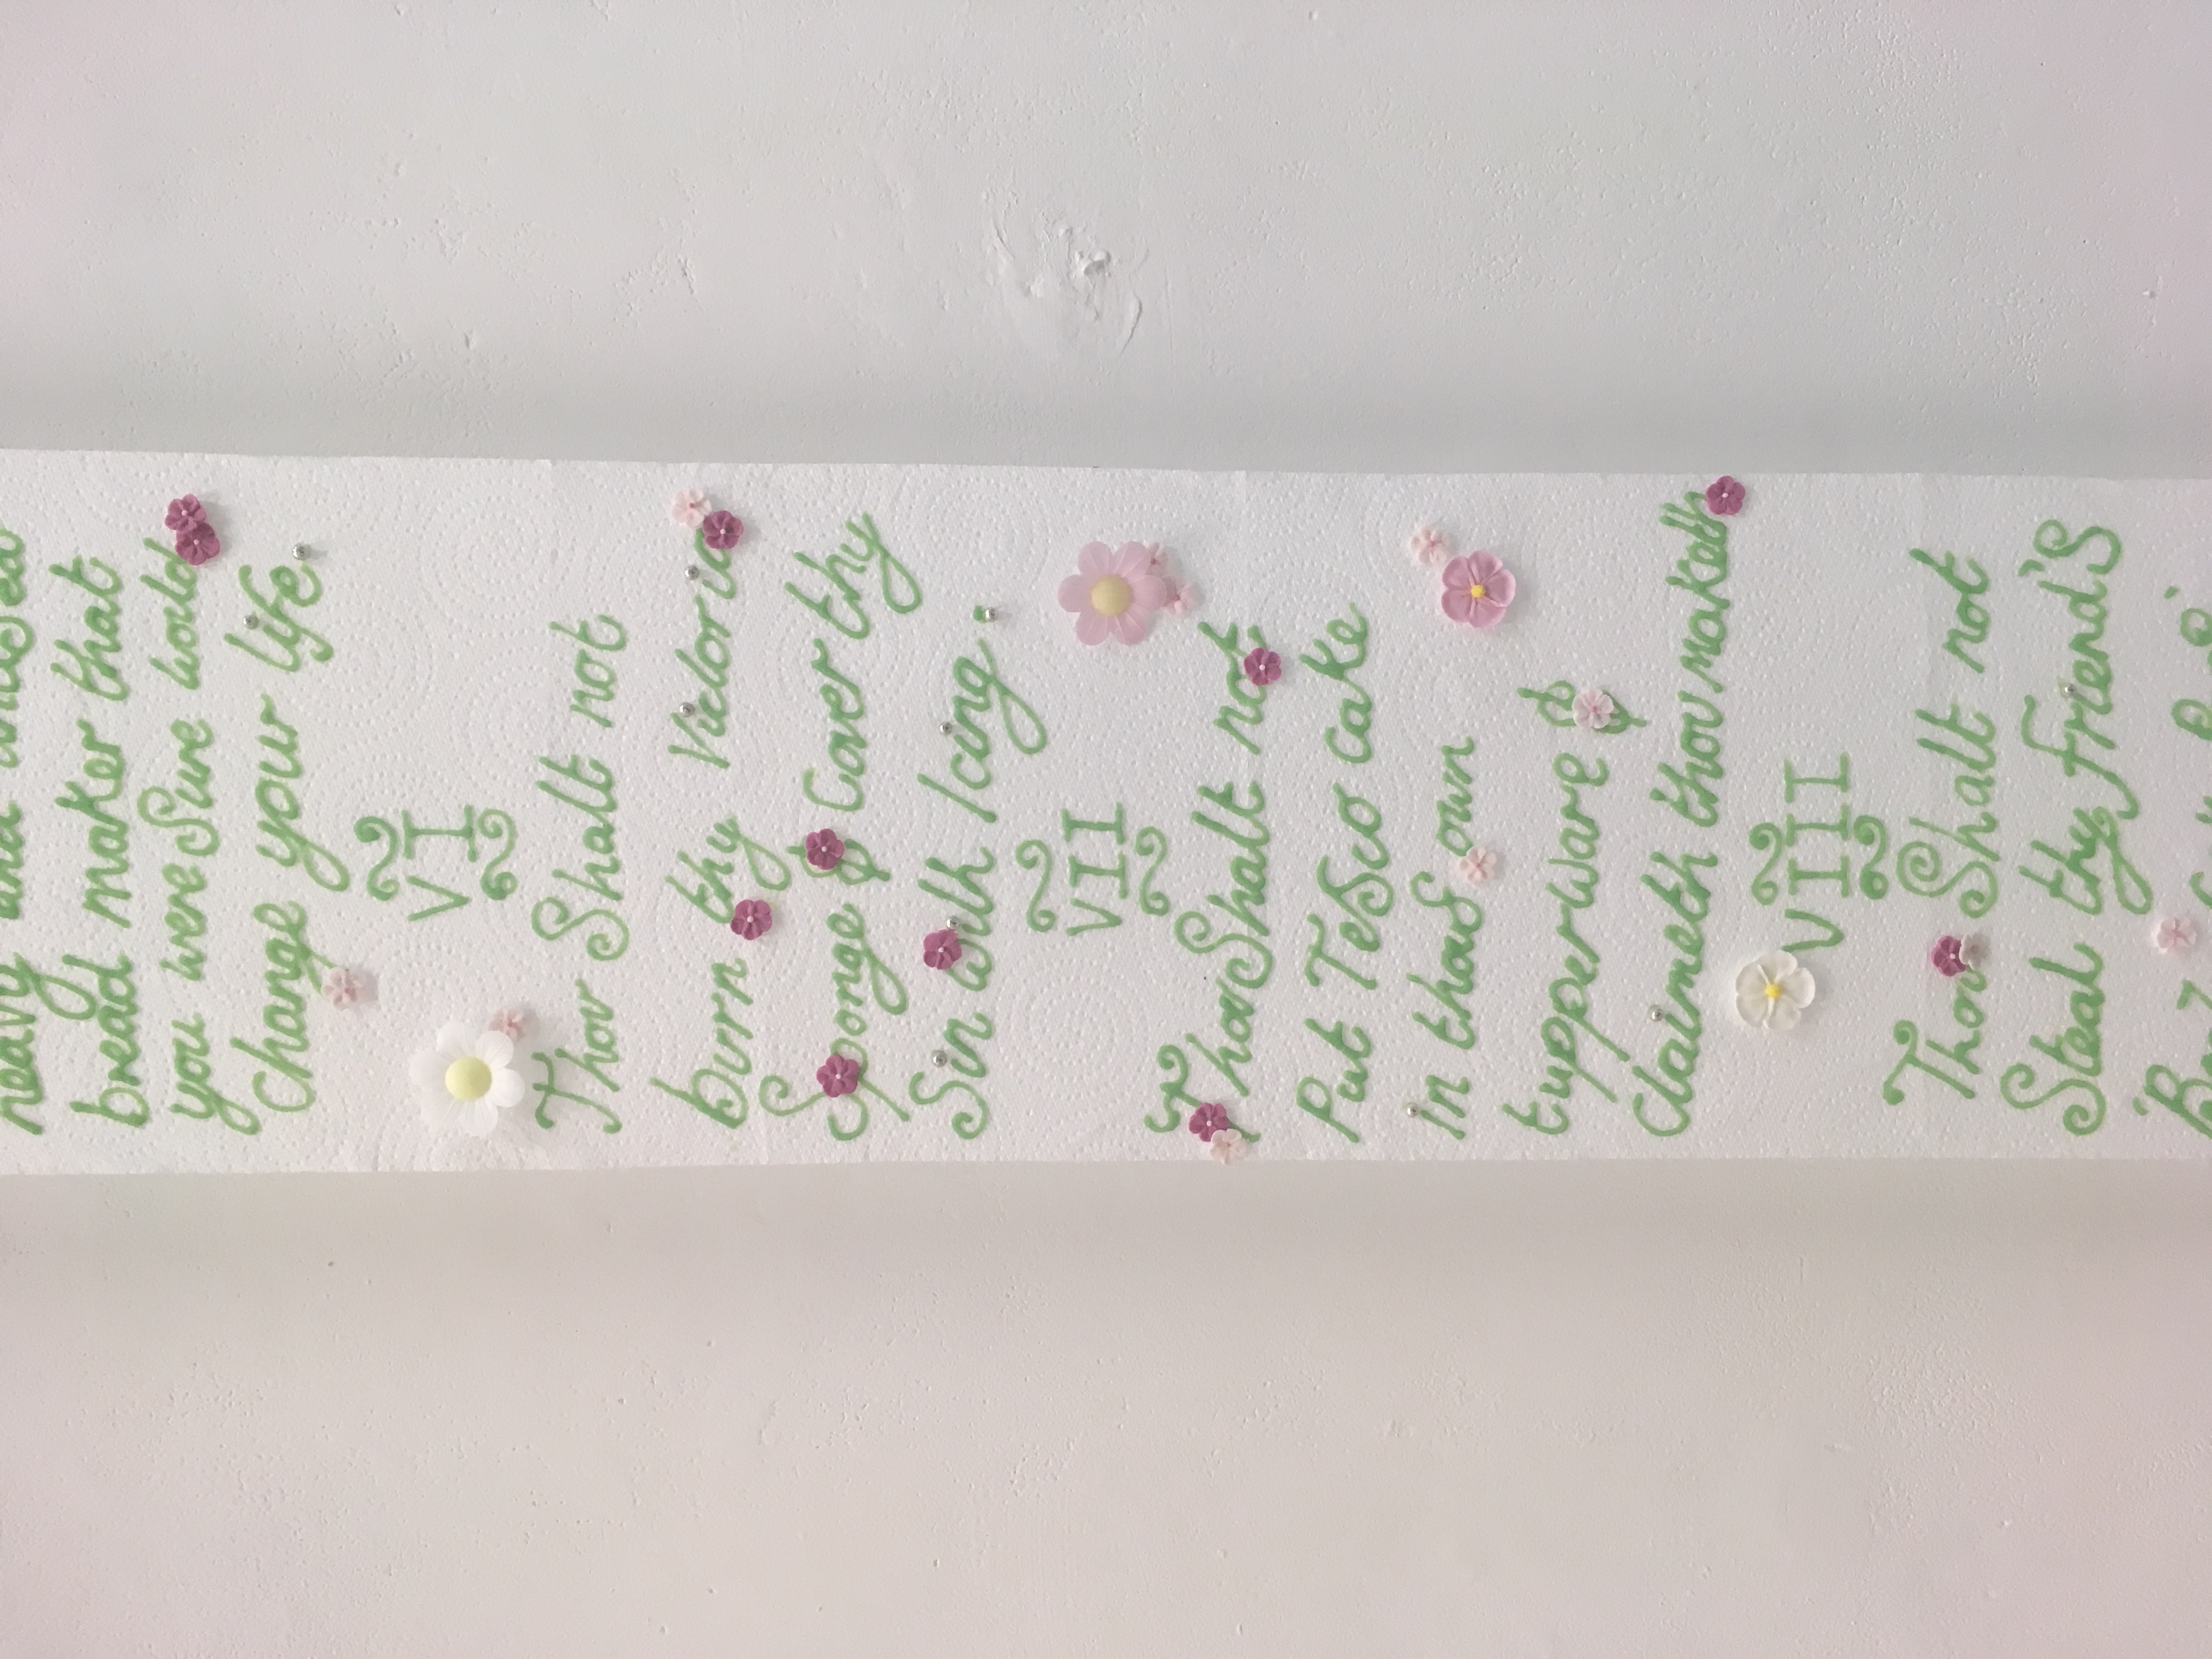 heavy and unused
bread maker that
you were Sure would
change your life.
VI
Thou Shalt not
burn thy Victoria
Sponge & Cover thy
Sin with Icing.
VII
Thou Shalt not
Put TeSco cake
in thouS own
tupperware &
Claimeth thou maketh
VIII
Thou Shalt not
Steal thy friend'S